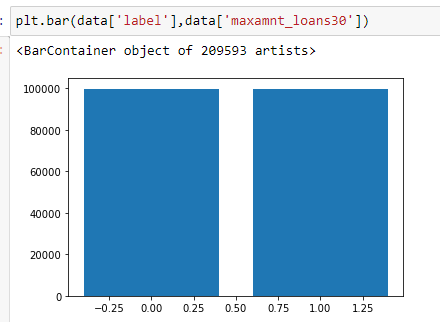 : plt.bar(data['label'],data['maxamnt_loans30'])
: <BarContainer object of 209593 artists>
100000
80000
60000
40000
20000
0
−0.25 0.00 0.25 0.50 0.75 1.00 1.25